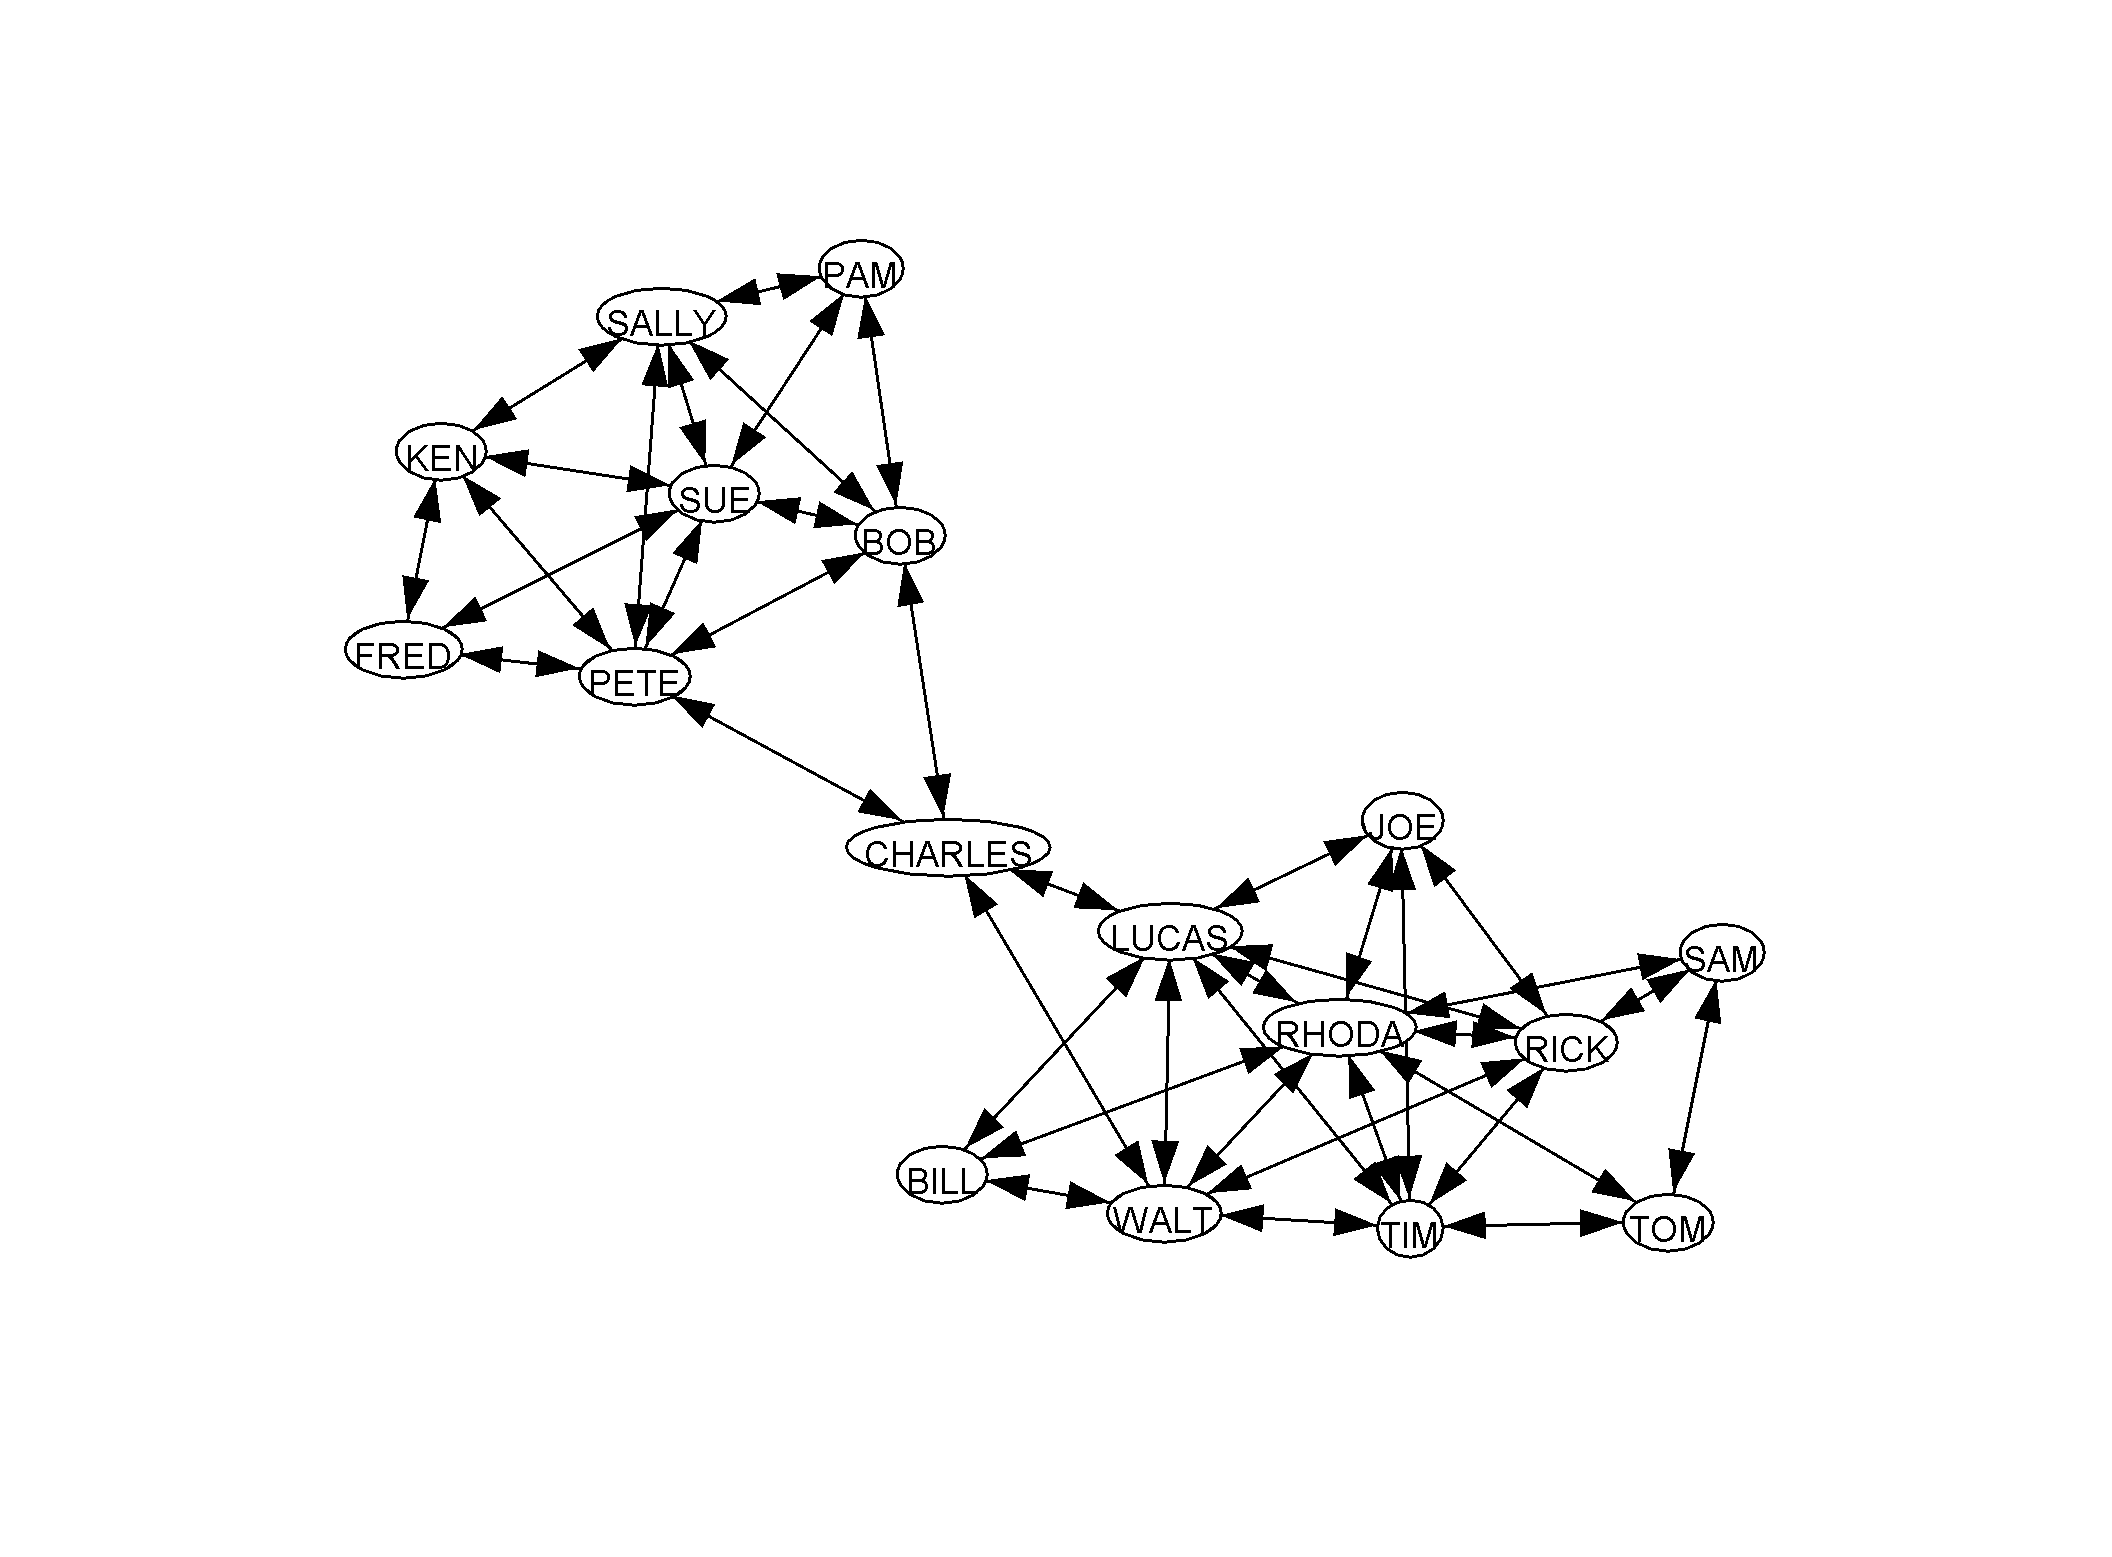 PAM
SALLY
KEN
SUE
BOB
FRED
PETE
JOE
CHARLES
LUCAS
SAM
RHODA
RICK
BILL
WALT
TIM
TOM